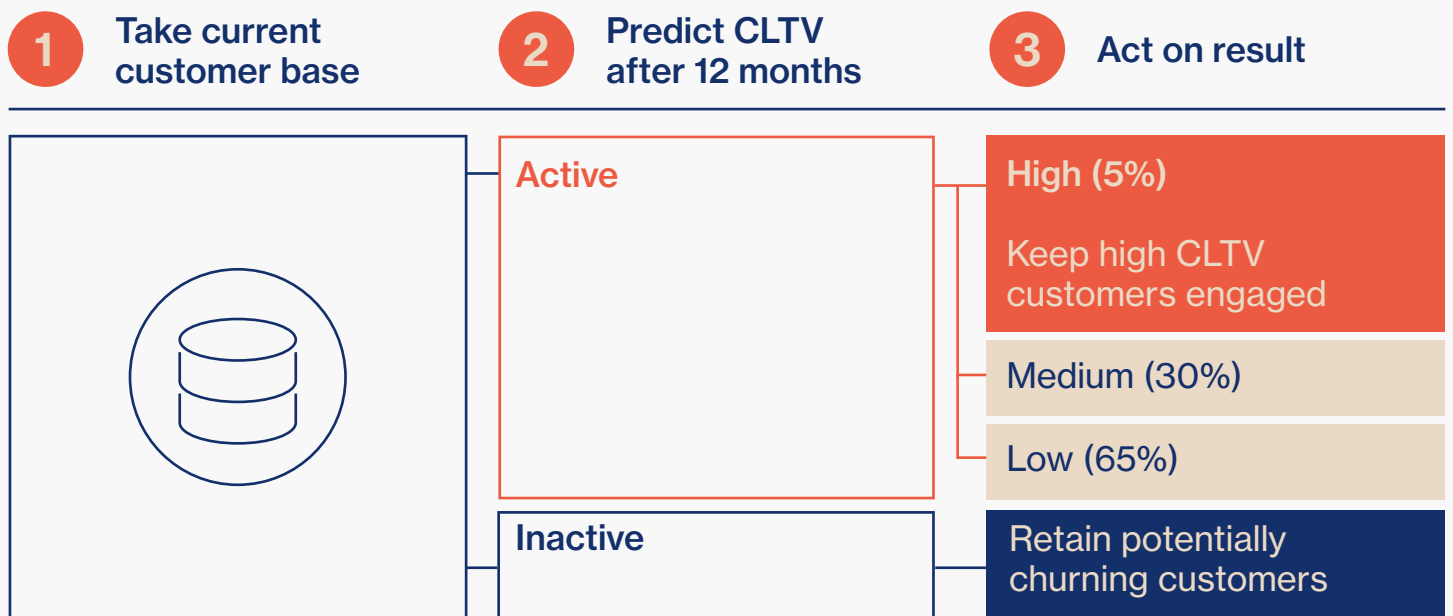 1
Take current
customer base
2
Predict CLTV
after 12 months
3
Act on result
Active
High (5%)
Keep high CLTV
customers engaged
Medium (30%)
Low (65%)
Inactive
Retain potentially
churning customers